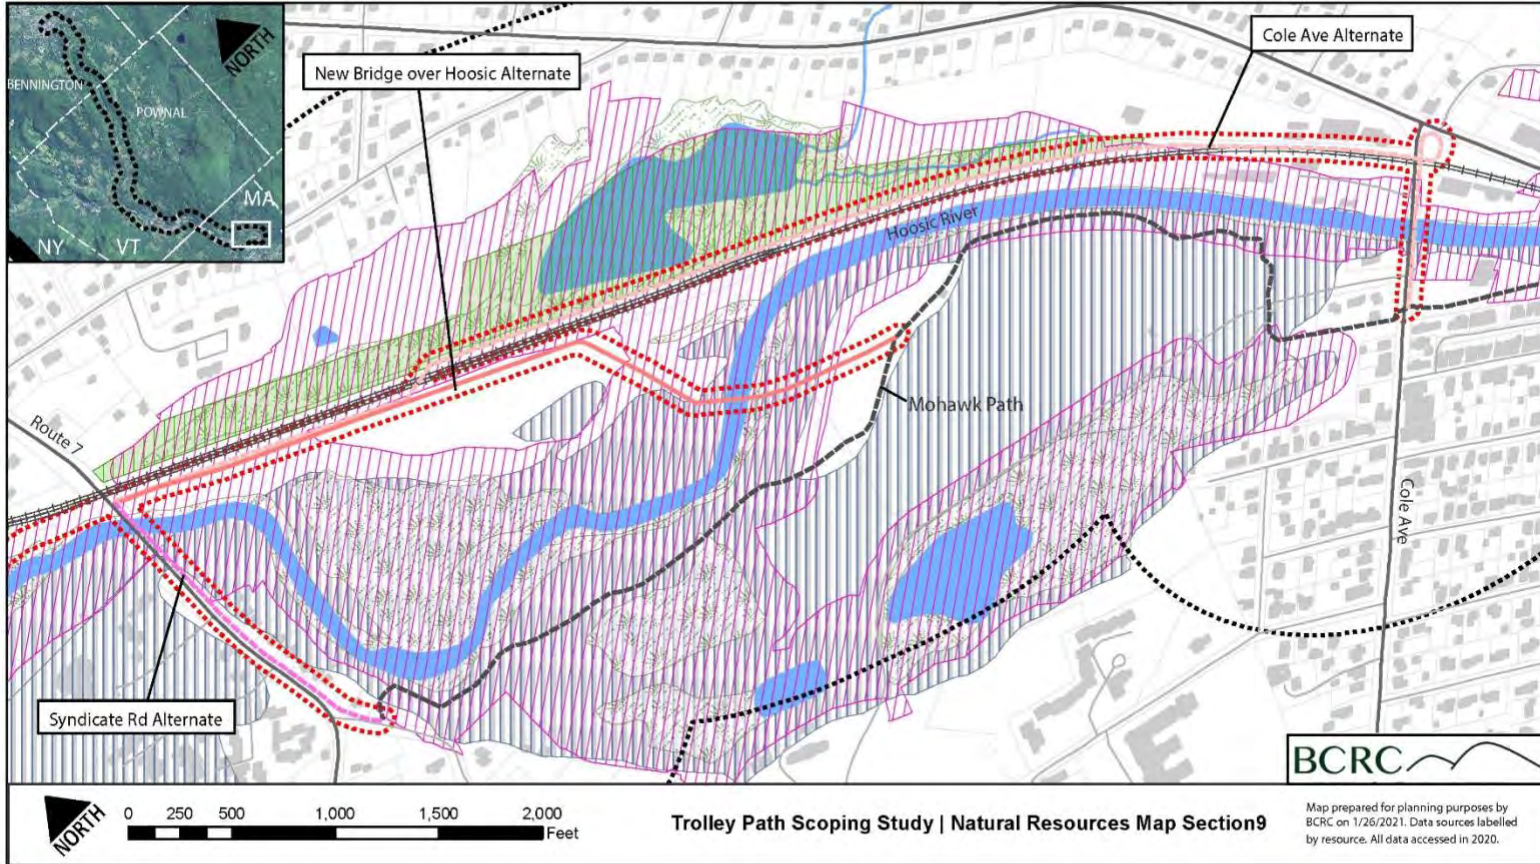 NORTH
BENNINGTON
POWNAL
MA
NY
VT
New Bridge over Hoosic Alternate
Cole Ave Alternate
Hoosic River
Mohawk Path
Route 7
Cole Ave
Syndicate Rd Alternate
BCRC
NORTH
0 250 500 1,000 1,500 2,000
Feet
Trolley Path Scoping Study | Natural Resources Map Section9
Map prepared for planning purposes by
BCRC on 1/26/2021. Data sources labelled
by resource. All data accessed in 2020.